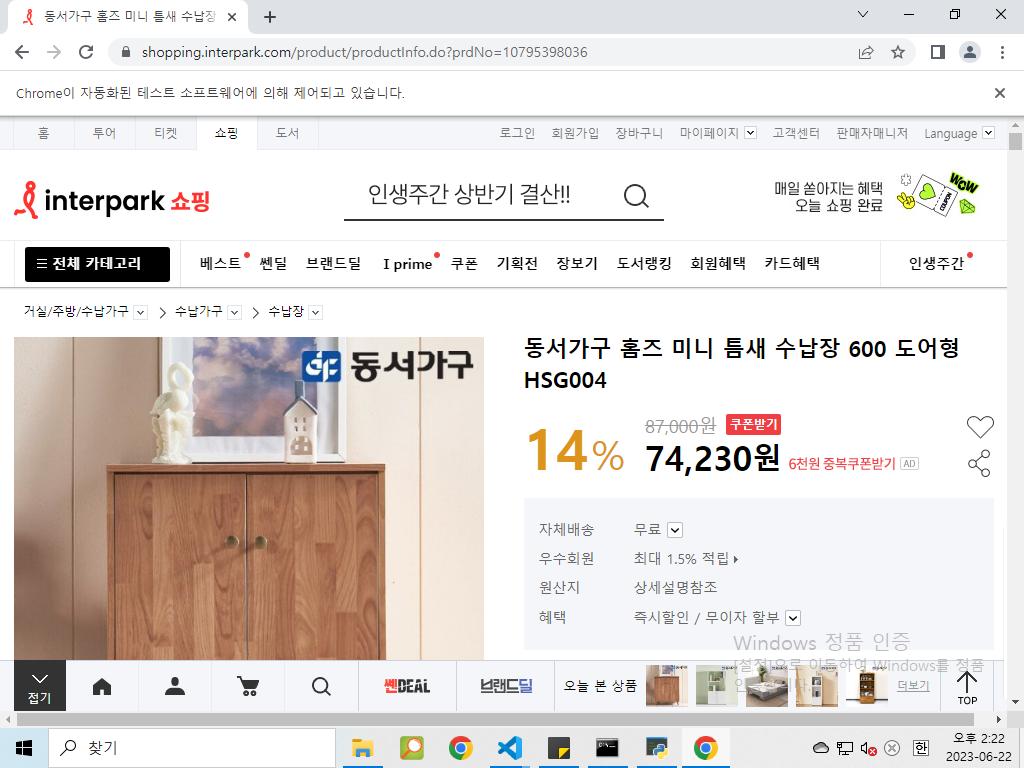 동서가구 홈즈 미니 틈새 수납장
shopping.interpark.com/product/productInfo.do?prdNo=10795398036
Chrome이 자동화된 테스트 소프트웨어에 의해 제어되고 있습니다.
홈 투어 티켓 쇼핑 도서 로그인 회원가입 장바구니 마이페이지 고객센터 판매자매니저 Language
interpark 쇼핑
인생주간 상반기 결산!!
매일 쏟아지는 혜택
오늘 쇼핑 완료
WOW
COUPON
전체 카테고리 베스트 쎈딜 브랜드딜 I prime 쿠폰 기획전 장보기 도서랭킹 회원혜택 카드혜택 인생주간
거실/주방/수납가구 > 수납가구 > 수납장
동서가구
동서가구 홈즈 미니 틈새 수납장 600 도어형
HSG004
14%
87,000원 쿠폰받기
74,230원 6천원 중복쿠폰받기 AD
자체배송 무료
우수회원 최대 1.5% 적립
원산지 상세설명참조
혜택 즉시할인 / 무이자 할부
Windows 정품 인증
[설정]으로 이동하여 Windows를 정품
접기 쎈DEAL 브랜드딜 오늘 본 상품 더보기 TOP
찾기
한
오후 2:22
2023-06-22